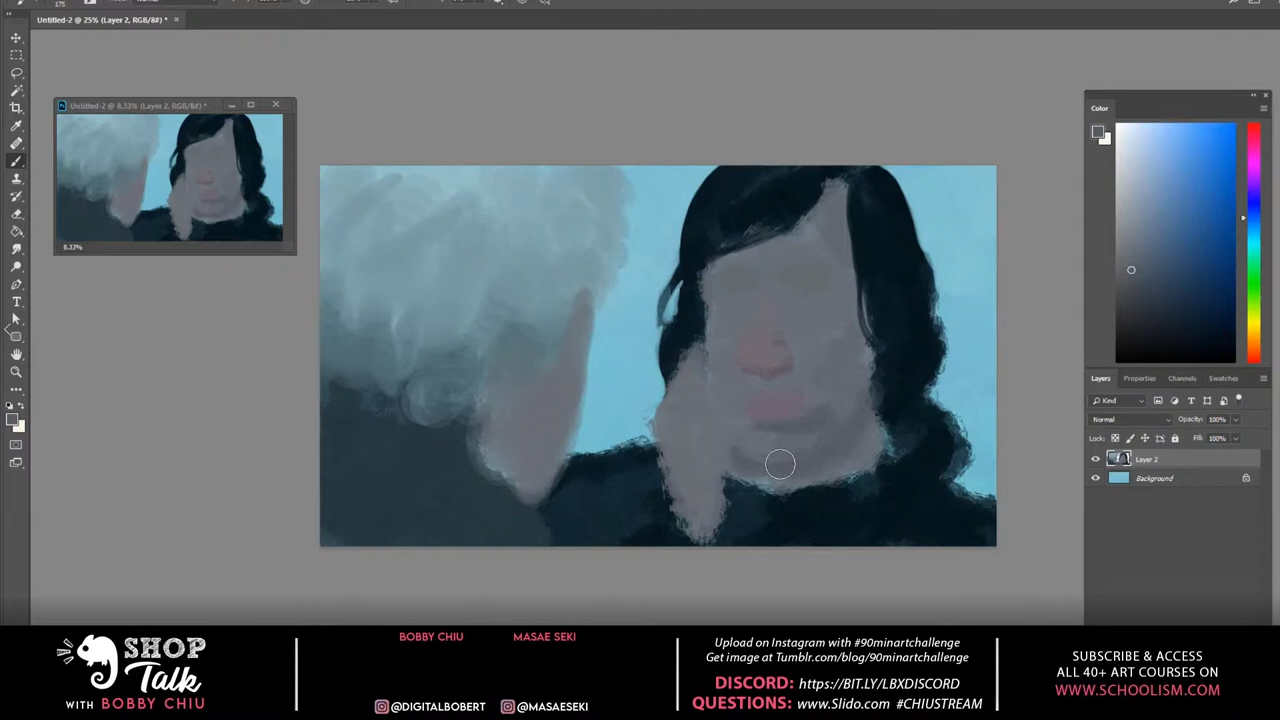 Untitled-2 @ 25% (Layer 2, RGB/8#) *
Untitled-2 @ 8.33% (Layer 2, RGB/8#) *
8.33%
Color
Layers
Properties
Channels
Swatches
Kind
Normal
Opacity: 100%
Lock:
Fill: 100%
Layer 2
Background
SHOP
Talk
WITH BOBBY CHIU
BOBBY CHIU
MASAE SEKI
@DIGITALBOBERT
@MASAESEKI
Upload on Instagram with #90minartchallenge
Get image at Tumblr.com/blog/90minartchallenge
DISCORD: https://BIT.LY/LBXDISCORD
QUESTIONS: www.Slido.com #CHIUSTREAM
SUBSCRIBE & ACCESS
ALL 40+ ART COURSES ON
WWW.SCHOOLISM.COM